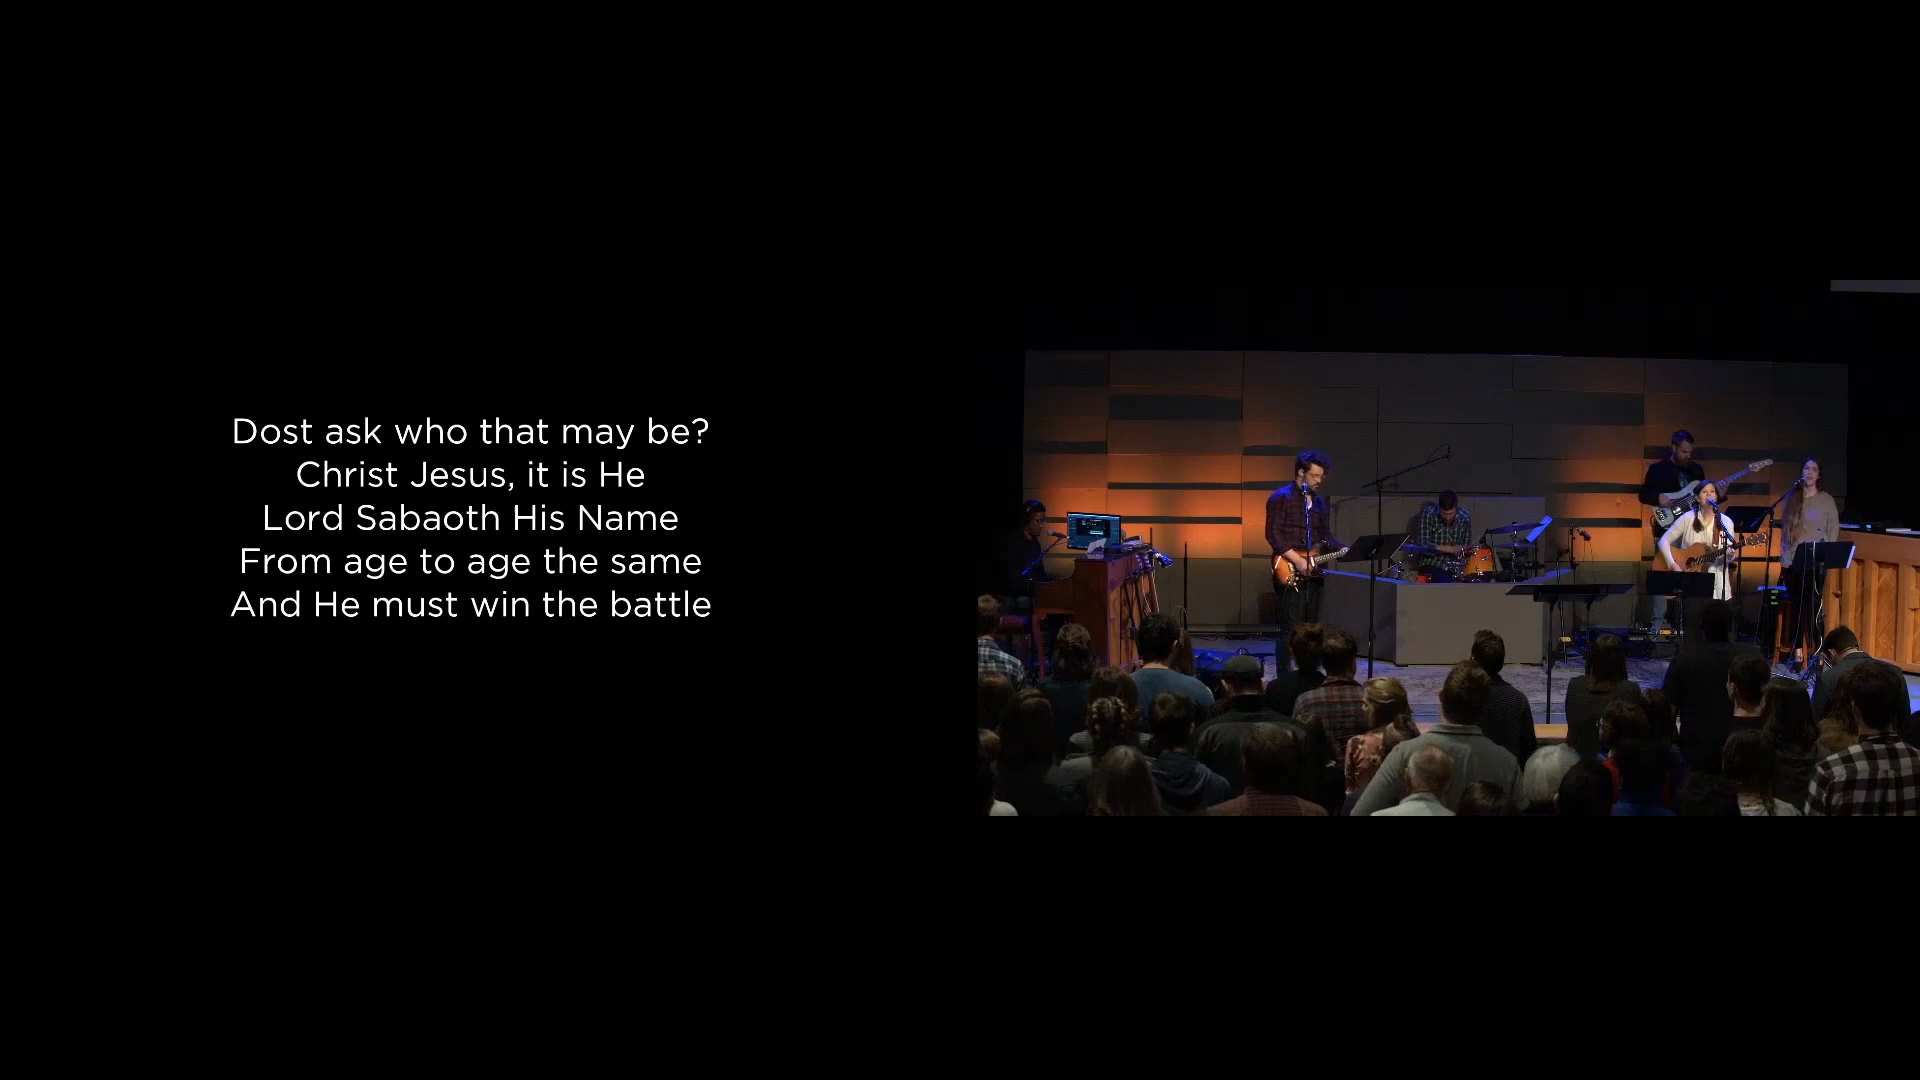 Dost ask who that may be?
Christ Jesus, it is He
Lord Sabaoth His Name
From age to age the same
And He must win the battle